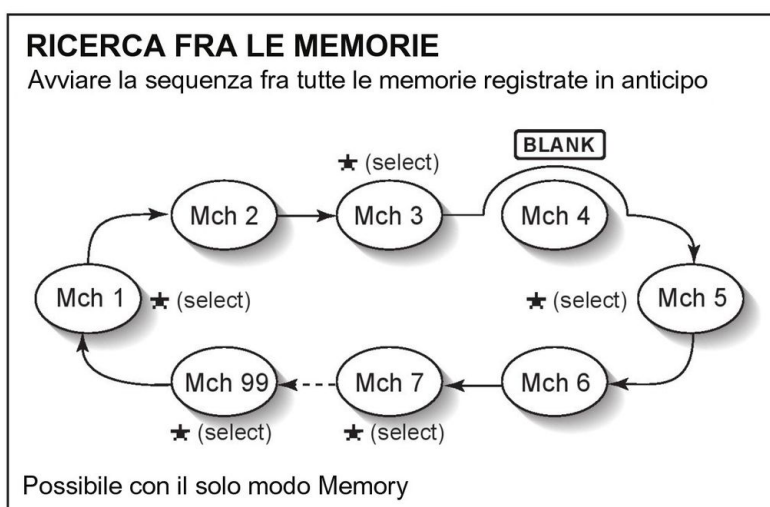 RICERCA FRA LE MEMORIE
Avviare la sequenza fra tutte le memorie registrate in anticipo
BLANK
★ (select)
Mch 2
Mch 3
Mch 4
Mch 1
★ (select)
★ (select)
Mch 5
Mch 99
Mch 7
Mch 6
★ (select)
★ (select)
Possibile con il solo modo Memory